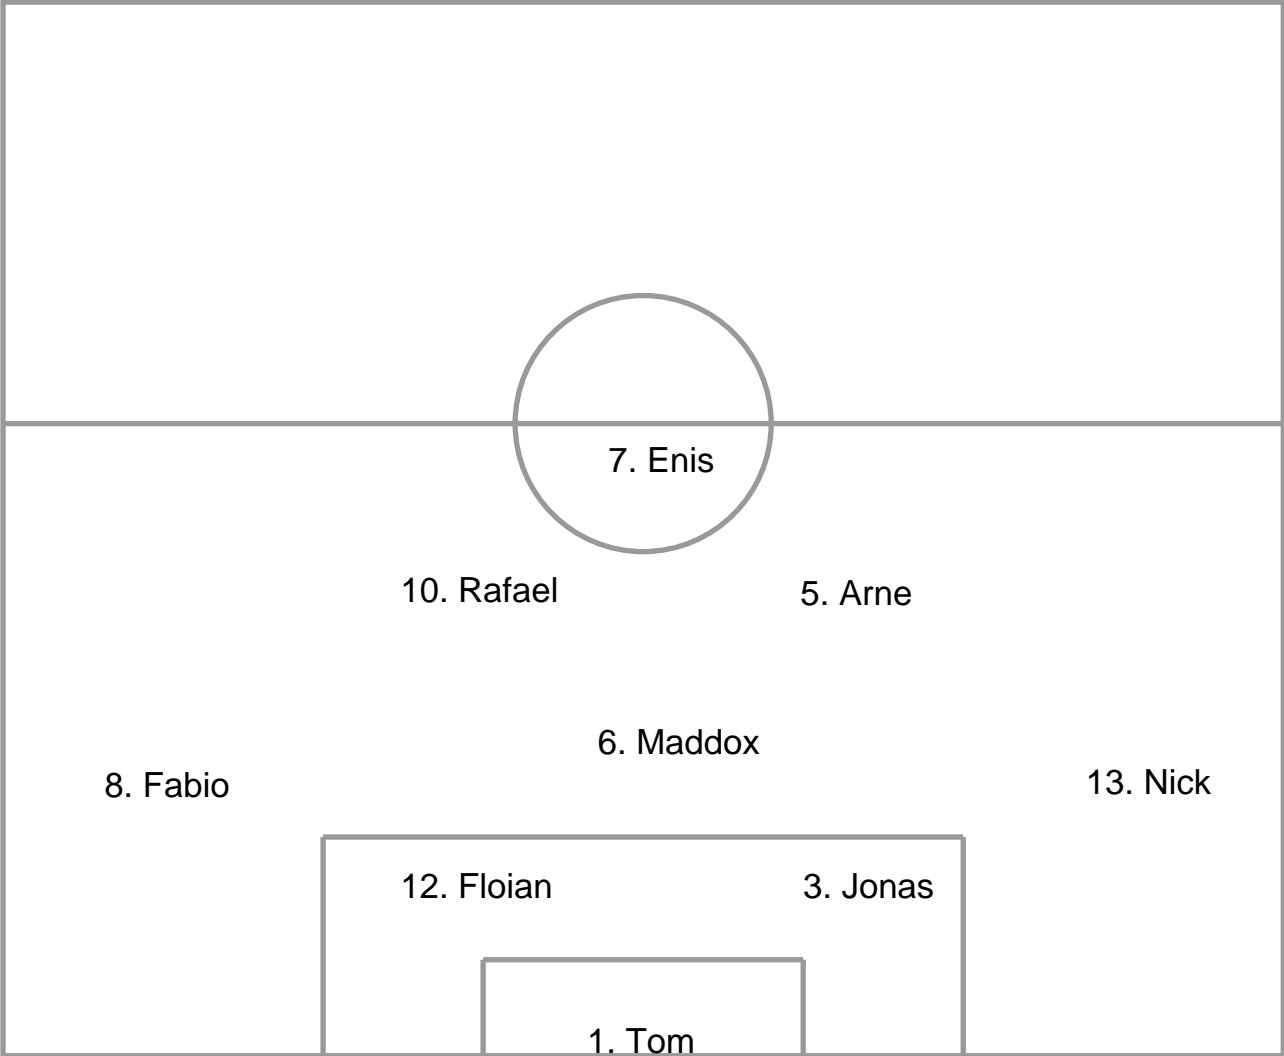 7. Enis
10. Rafael
5. Arne
6. Maddox
8. Fabio
13. Nick
12. Floian
3. Jonas
1. Tom